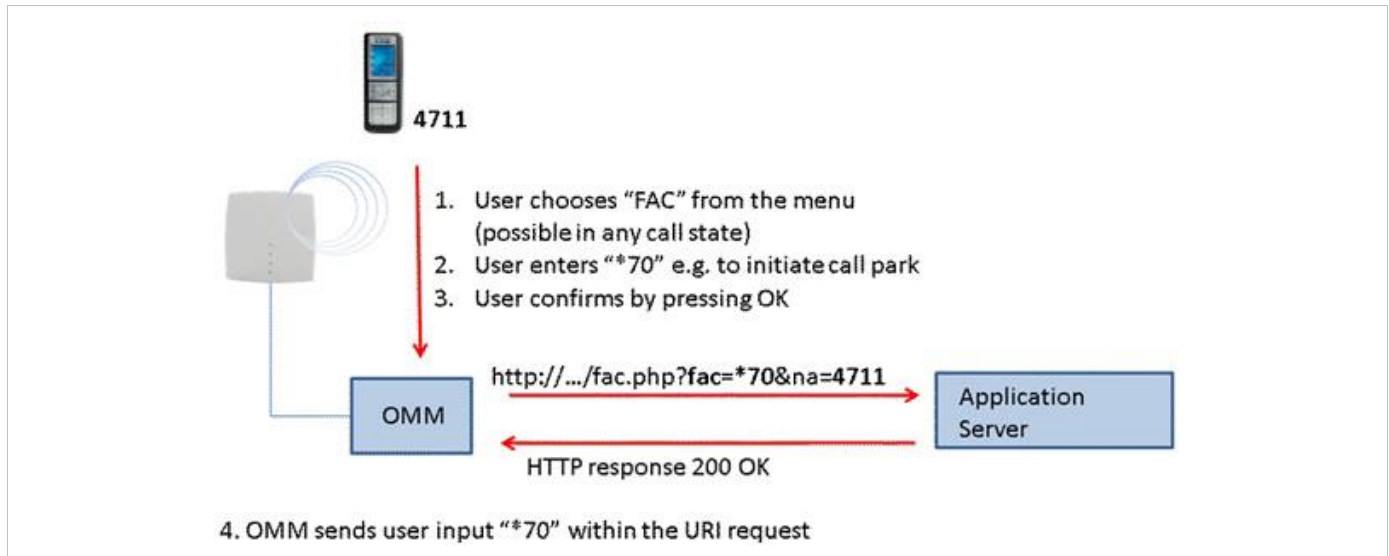 4711
1. User chooses “FAC” from the menu
(possible in any call state)
2. User enters “*70” e.g. to initiate call park
3. User confirms by pressing OK
http://.../fac.php?fac=*70&na=4711
OMM
Application
Server
HTTP response 200 OK
4. OMM sends user input “*70” within the URI request